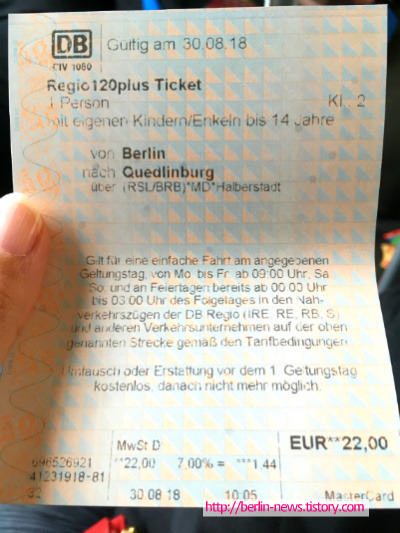 DB Gültig am 30.08.18
CIV 1080
Regio120plus Ticket
1 Person Kl. 2
mit eigenen Kindern/Enkeln bis 14 Jahre
von Berlin
nach Quedlinburg
über (RSL/BRB)*MD*Halberstadt
Gilt für eine einfache Fahrt am angegebenen
Geltungstag, von Mo. bis Fr. ab 09:00 Uhr, Sa
So. und an Feiertagen bereits ab 00:00 Uhr
bis 03:00 Uhr des Folgetages in den Nah-
verkehrszügen der DB Regio (IRE, RE, RB, S)
und anderen Verkehrsunternehmen auf der oben
genannten Strecke gemäß den Tarifbedingungen.
Umtausch oder Erstattung vor dem 1. Geltungstag
kostenlos, danach nicht mehr möglich.
MwSt D EUR**22,00
696526921 **22,00 7,00% = ***1,44
41231918-81
32 30.08.18 10:05 MasterCard
http://berlin-news.tistory.com